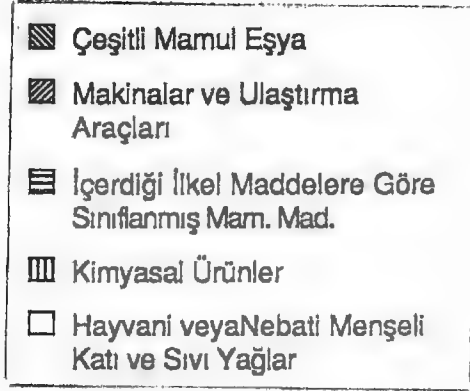 Çeşitli Mamul Eşya
Makinalar ve Ulaştırma
Araçları
İçerdiği İlkel Maddelere Göre
Sınıflanmış Mam. Mad.
Kimyasal Ürünler
Hayvani veyaNebati Menşeli
Katı ve Sıvı Yağlar